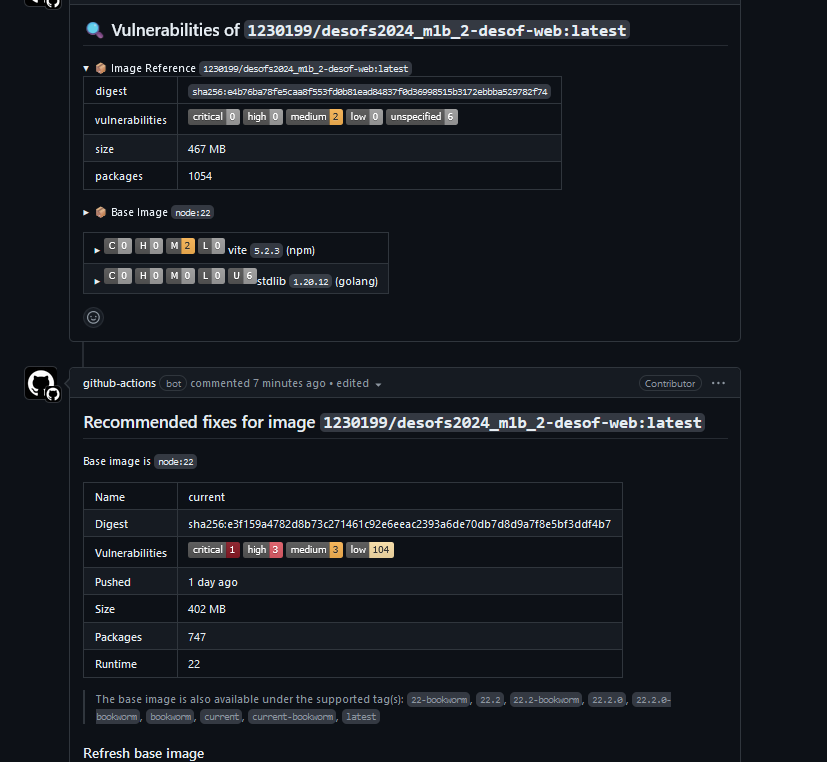 Vulnerabilities of 1230199/desofs2024_m1b_2-desof-web:latest
Image Reference 1230199/desofs2024_m1b_2-desof-web:latest
digest sha256:e4b76ba78fe5caa8f553fd0b81ead84837f0d36998515b3172ebbba529782f74
vulnerabilities critical 0 high 0 medium 2 low 0 unspecified 6
size 467 MB
packages 1054
Base Image node:22
C 0 H 0 M 2 L 0 vite 5.2.3 (npm)
C 0 H 0 M 0 L 0 U 6 stdlib 1.20.12 (golang)
github-actions bot commented 7 minutes ago • edited Contributor ...
Recommended fixes for image 1230199/desofs2024_m1b_2-desof-web:latest
Base image is node:22
Name current
Digest sha256:e3f159a4782d8b73c271461c92e6eeac2393a6de70db7d8d9a7f8e5bf3ddf4b7
Vulnerabilities critical 1 high 3 medium 3 low 104
Pushed 1 day ago
Size 402 MB
Packages 747
Runtime 22
The base image is also available under the supported tag(s): 22-bookworm, 22.2, 22.2-bookworm, 22.2.0, 22.2.0-
bookworm, bookworm, current, current-bookworm, latest
Refresh base image